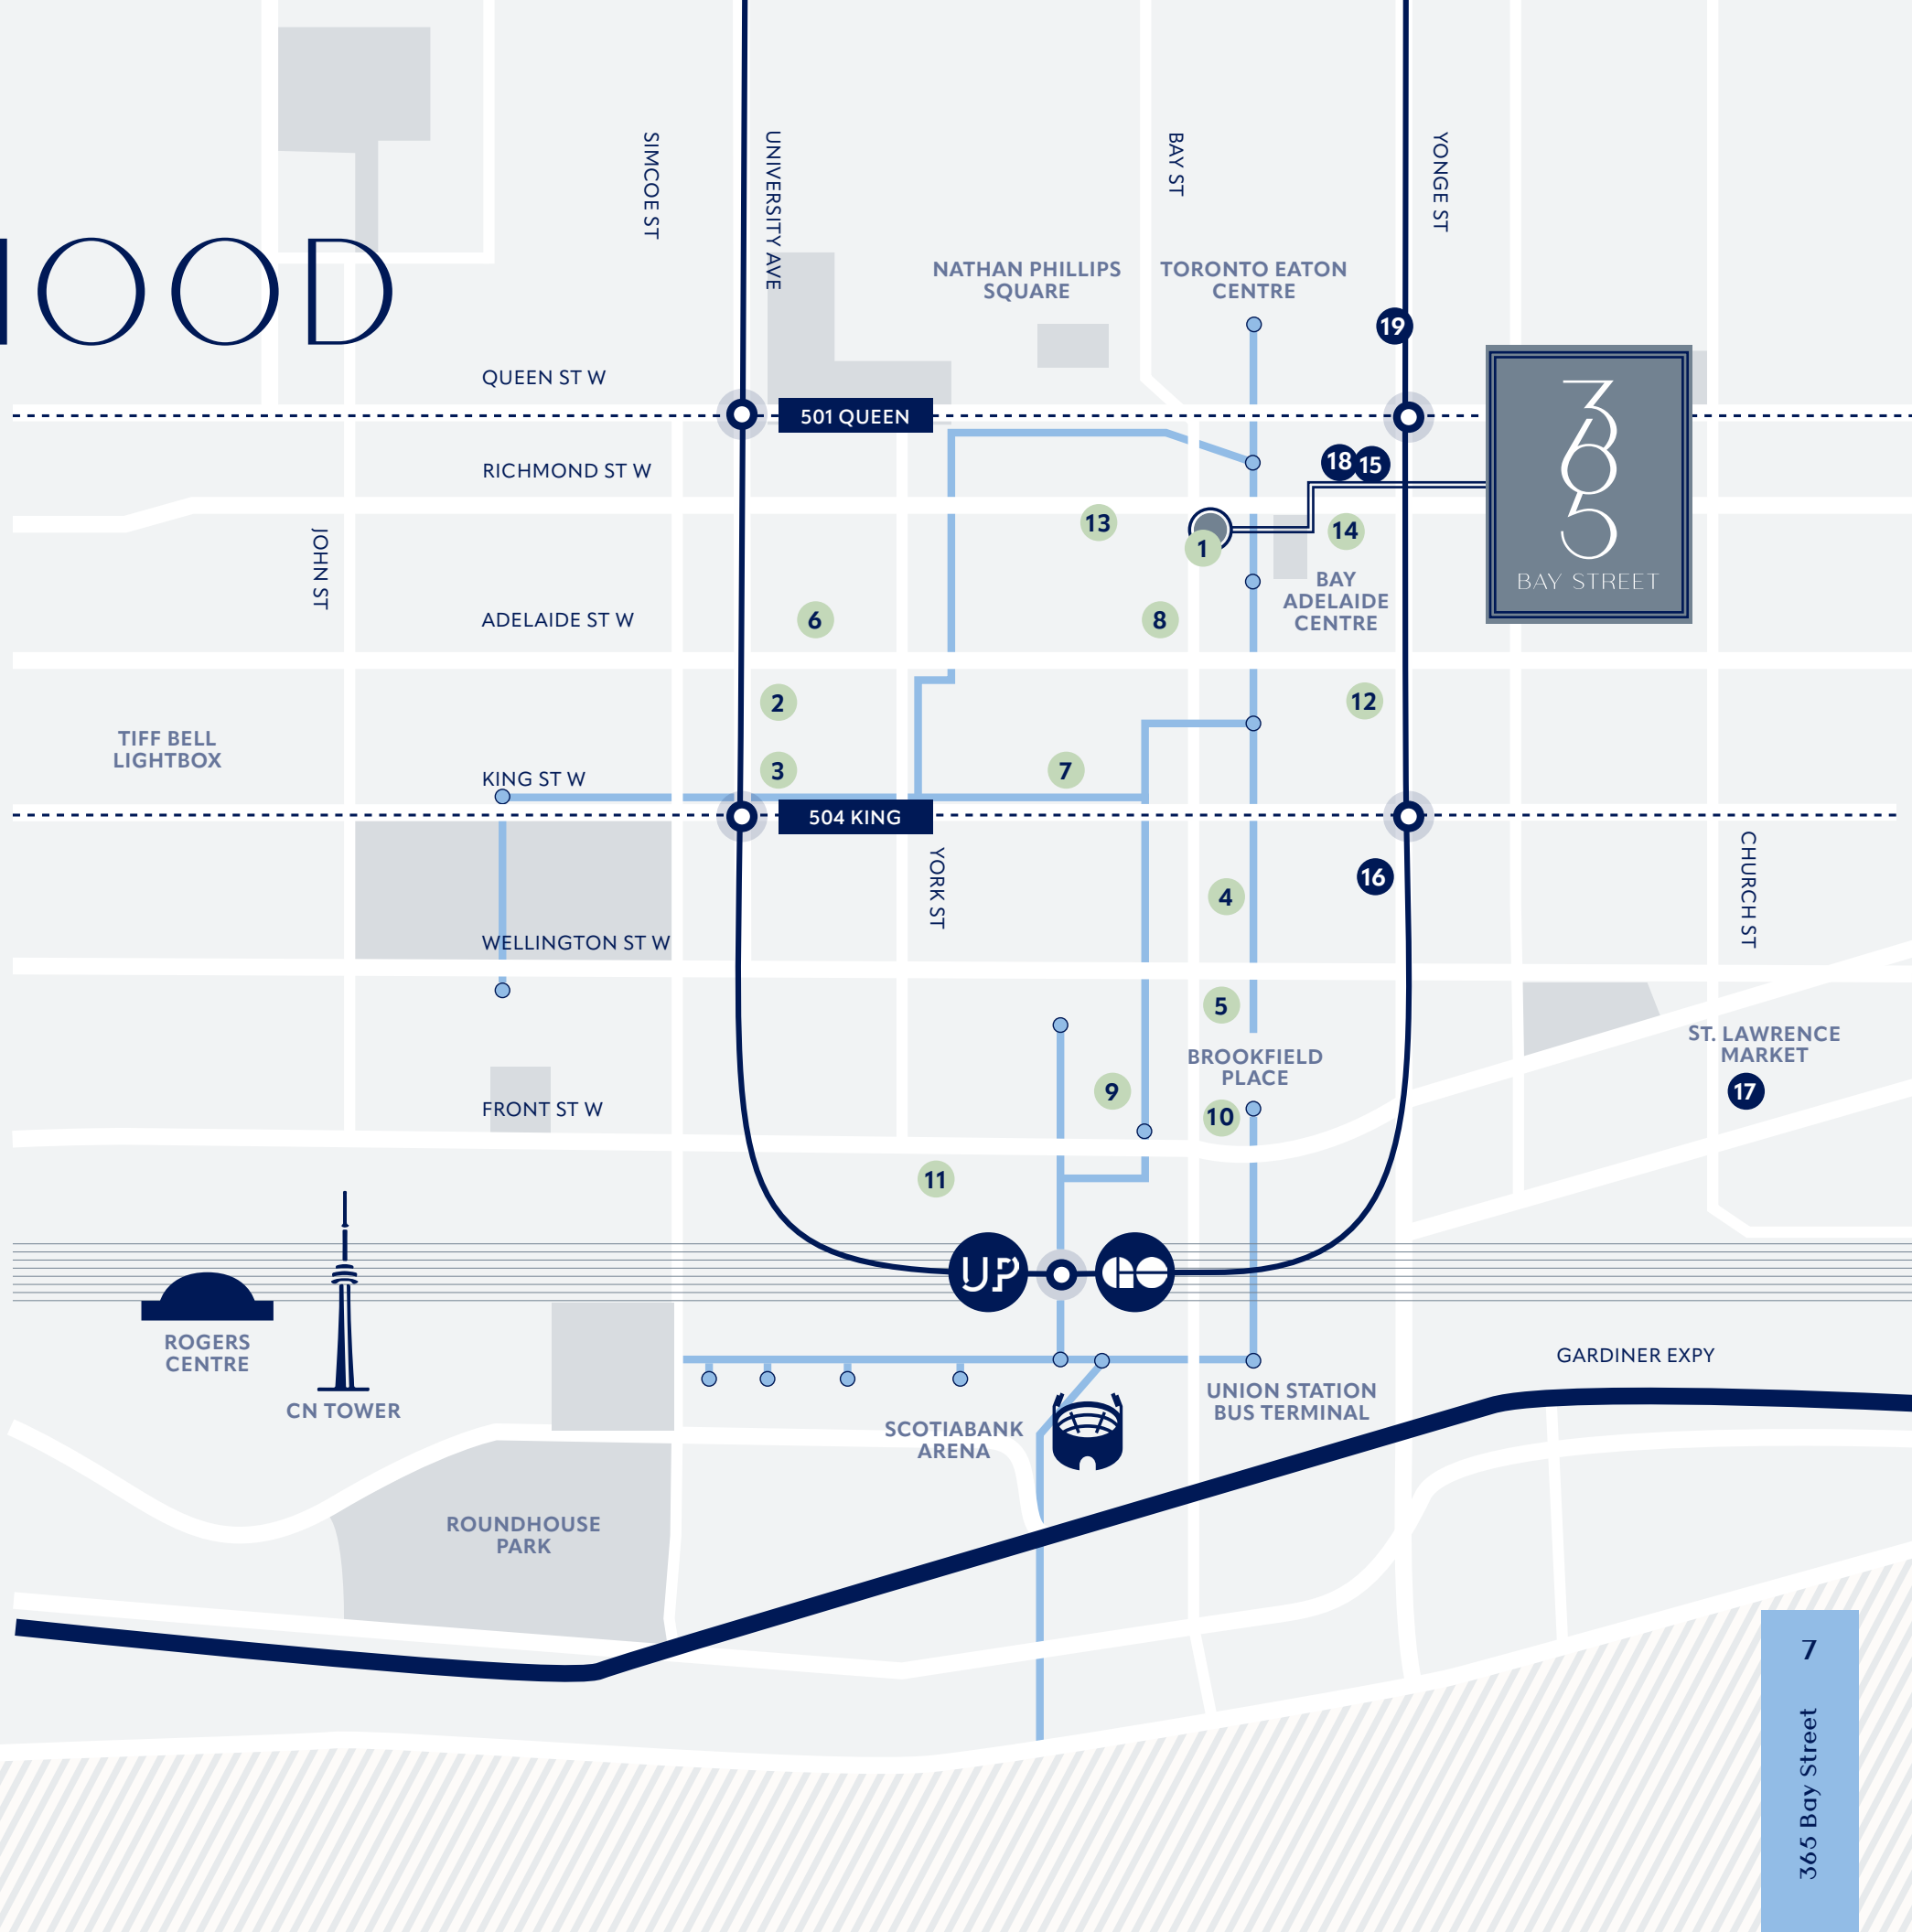 SIMCOE ST
UNIVERSITY AVE
BAY ST
YONGE ST
OOD
NATHAN PHILLIPS
SQUARE
TORONTO EATON
CENTRE
19
QUEEN ST W
501 QUEEN
365
BAY STREET
RICHMOND ST W
18
15
JOHN ST
13
1
14
BAY
ADELAIDE
CENTRE
ADELAIDE ST W
6
8
2
12
TIFF BELL
LIGHTBOX
3
7
KING ST W
504 KING
YORK ST
16
CHURCH ST
4
WELLINGTON ST W
5
ST. LAWRENCE
MARKET
17
BROOKFIELD
PLACE
9
10
FRONT ST W
11
UP
GO
ROGERS
CENTRE
CN TOWER
GARDINER EXPY
UNION STATION
BUS TERMINAL
SCOTIABANK
ARENA
ROUNDHOUSE
PARK
7
365 Bay Street